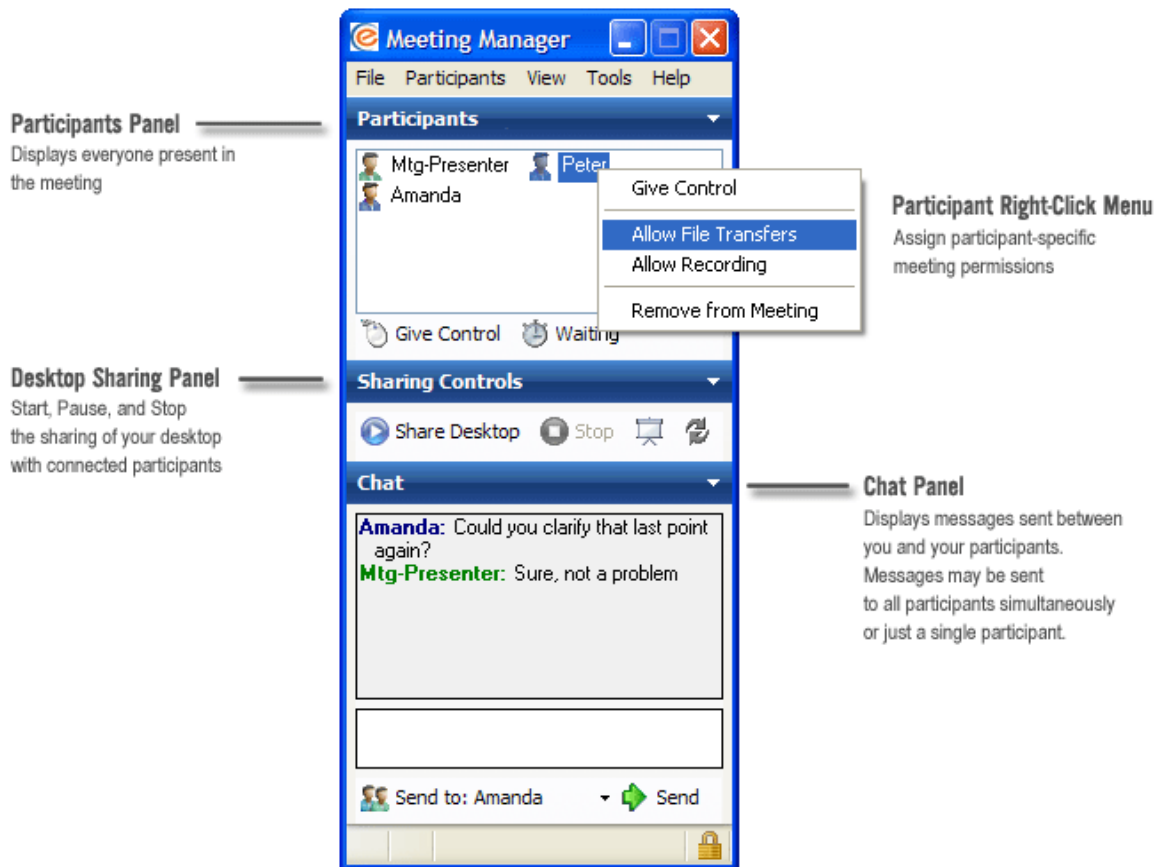 Meeting Manager
File Participants View Tools Help
Participants Panel
Displays everyone present in
the meeting
Participants
Mtg-Presenter
Peter
Amanda
Give Control
Allow File Transfers
Allow Recording
Remove from Meeting
Participant Right-Click Menu
Assign participant-specific
meeting permissions
Give Control
Waiting
Desktop Sharing Panel
Start, Pause, and Stop
the sharing of your desktop
with connected participants
Sharing Controls
Share Desktop
Stop
Chat
Amanda: Could you clarify that last point
again?
Mtg-Presenter: Sure, not a problem
Chat Panel
Displays messages sent between
you and your participants.
Messages may be sent
to all participants simultaneously
or just a single participant.
Send to: Amanda
Send